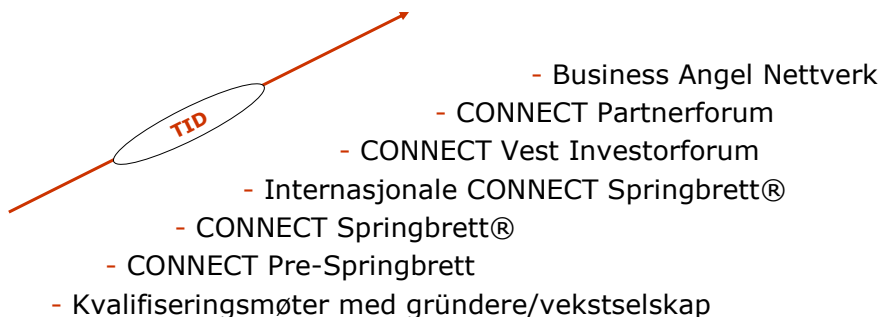 TID
- Business Angel Nettverk
- CONNECT Partnerforum
- CONNECT Vest Investorforum
- Internasjonale CONNECT Springbrett®
- CONNECT Springbrett®
- CONNECT Pre-Springbrett
- Kvalifiseringsmøter med gründere/vekstselskap